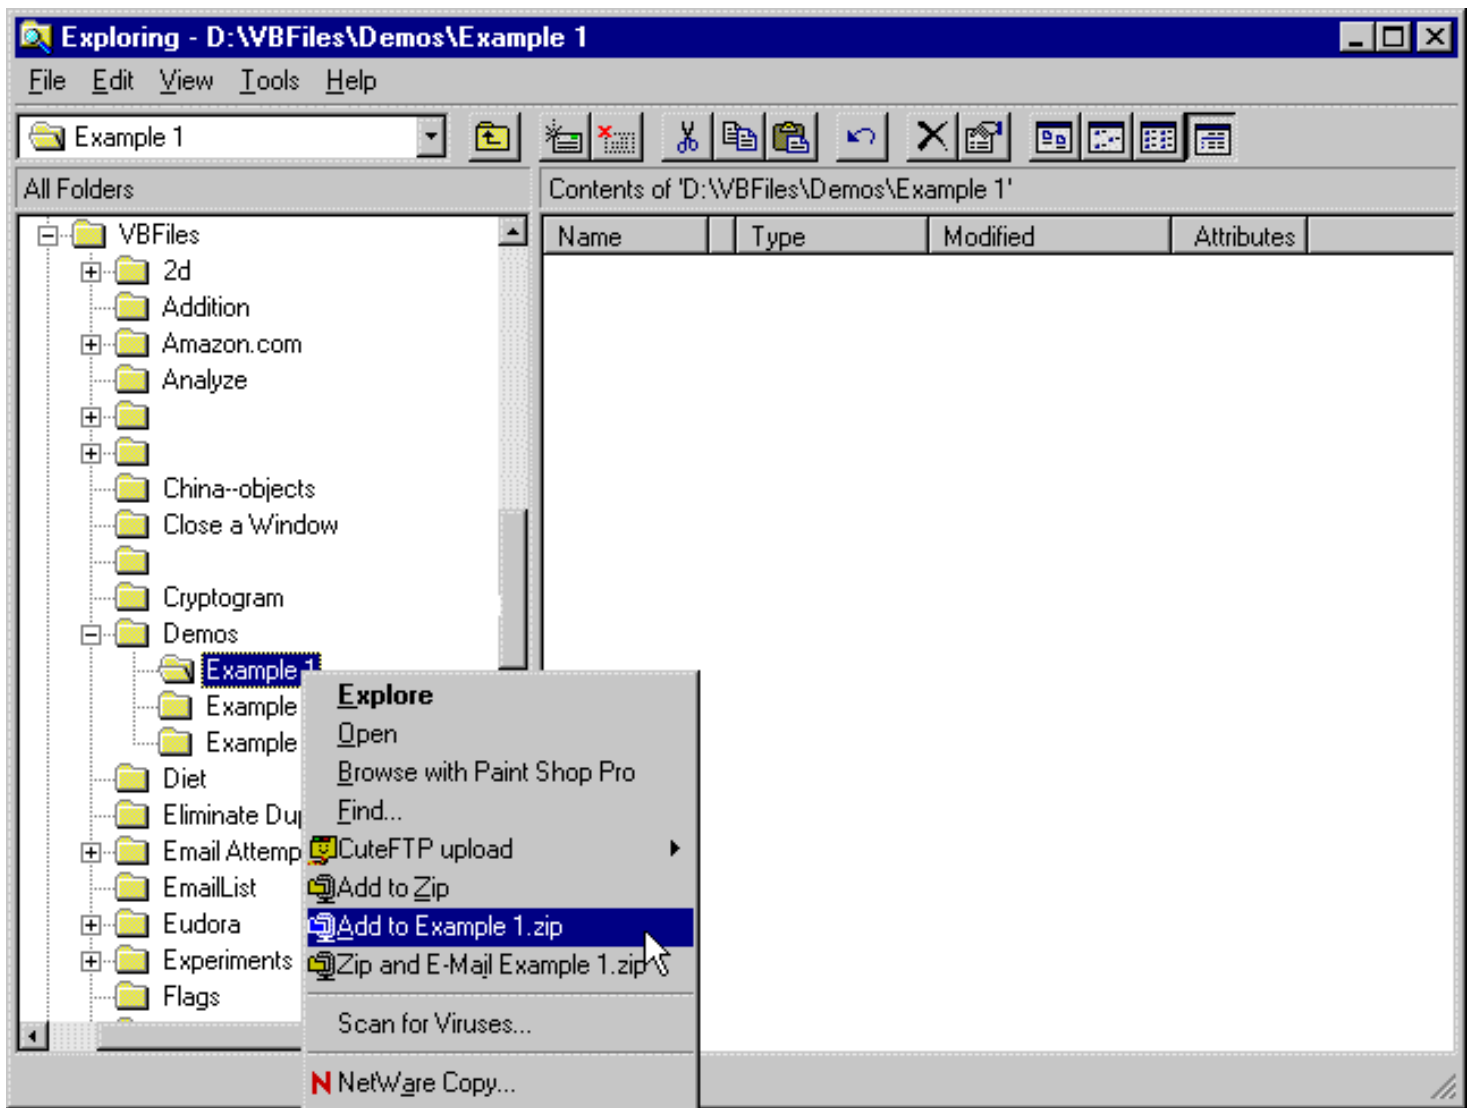 Exploring - D:\VBFiles\Demos\Example 1
File Edit View Tools Help
Example 1
All Folders
Contents of 'D:\VBFiles\Demos\Example 1'
Name Type Modified Attributes
VBFiles
2d
Addition
Amazon.com
Analyze
China--objects
Close a Window
Cryptogram
Demos
Example 1
Example
Example
Diet
Eliminate Dup
Email Attemp
EmailList
Eudora
Experiments
Flags
Explore
Open
Browse with Paint Shop Pro
Find...
CuteFTP upload
Add to Zip
Add to Example 1.zip
Zip and E-Mail Example 1.zip
Scan for Viruses...
N NetWare Copy...